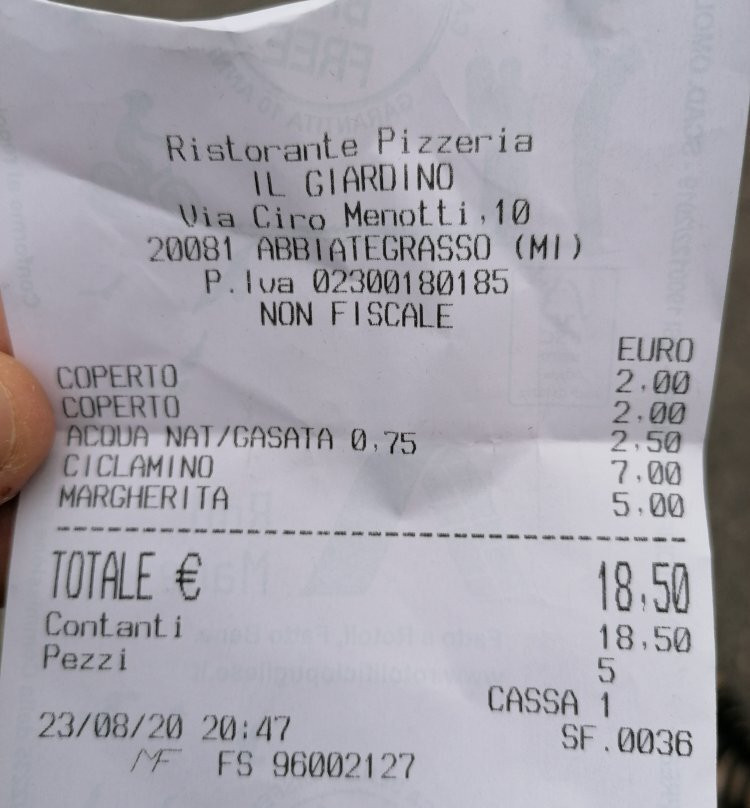 Ristorante Pizzeria
IL GIARDINO
Via Ciro Menotti,10
20081 ABBIATEGRASSO (MI)
P.Iva 02300180185
NON FISCALE
EURO
COPERTO 2.00
COPERTO 2.00
ACQUA NAT/GASATA 0,75 2,50
CICLAMINO 7,00
MARGHERITA 5,00
TOTALE € 18,50
Contanti 18,50
Pezzi 5
CASSA 1
23/08/20 20:47 SF.0036
MF FS 96002127